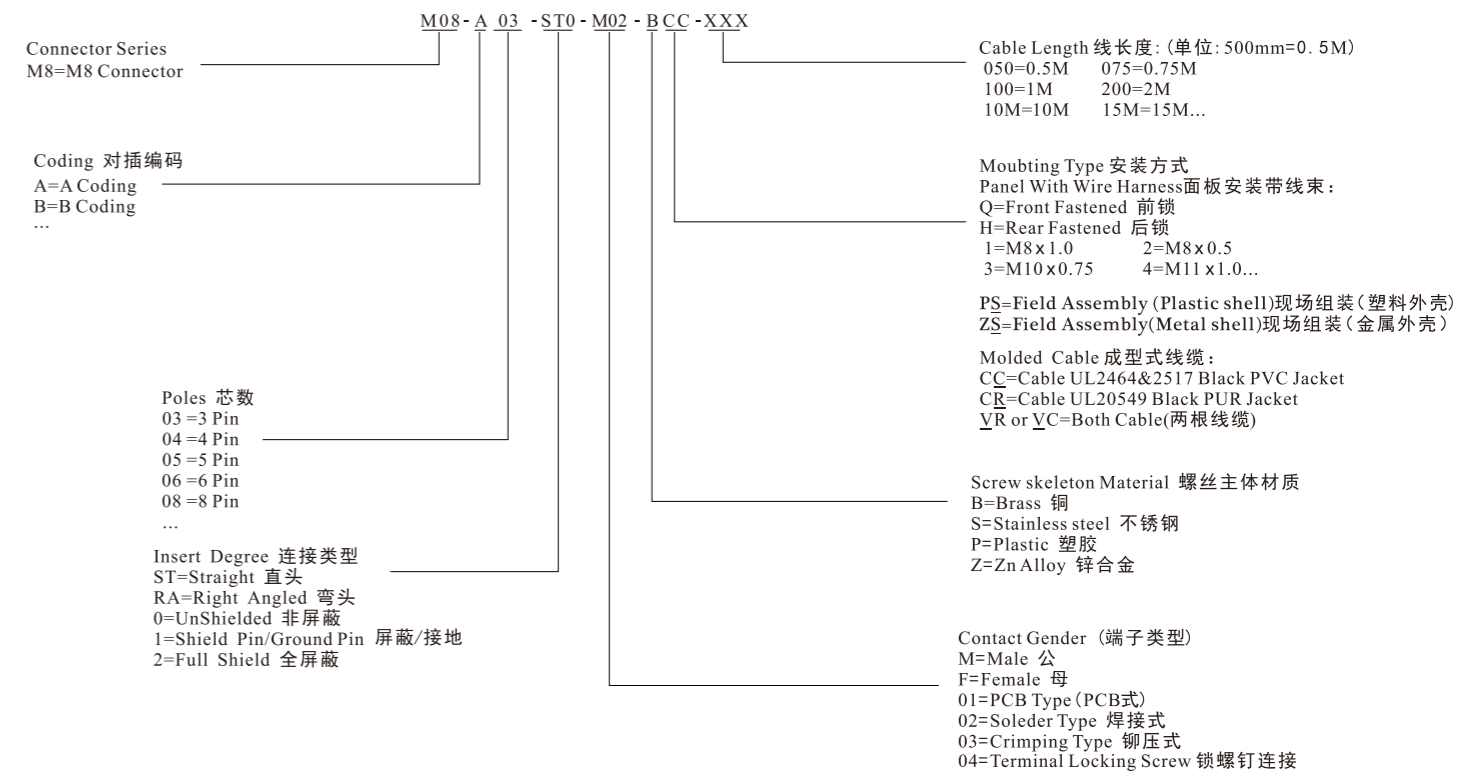 M08-A 03 -ST0-M02-BCC-XXX
Connector Series
M8=M8 Connector
Coding 对插编码
A=A Coding
B=B Coding
...
Poles 芯数
03 =3 Pin
04 =4 Pin
05 =5 Pin
06 =6 Pin
08 =8 Pin
...
Insert Degree 连接类型
ST=Straight 直头
RA=Right Angled 弯头
0=UnShielded 非屏蔽
1=Shield Pin/Ground Pin 屏蔽/接地
2=Full Shield 全屏蔽
Cable Length 线长度: (单位: 500mm=0.5M)
050=0.5M 075=0.75M
100=1M 200=2M
10M=10M 15M=15M...
Moubting Type 安装方式
Panel With Wire Harness面板安装带线束:
Q=Front Fastened 前锁
H=Rear Fastened 后锁
1=M8x1.0 2=M8x0.5
3=M10x0.75 4=M11x1.0...
PS=Field Assembly (Plastic shell)现场组装(塑料外壳)
ZS=Field Assembly(Metal shell)现场组装(金属外壳)
Molded Cable 成型式线缆:
CC=Cable UL2464&2517 Black PVC Jacket
CR=Cable UL20549 Black PUR Jacket
VR or VC=Both Cable(两根线缆)
Screw skeleton Material 螺丝主体材质
B=Brass 铜
S=Stainless steel 不锈钢
P=Plastic 塑胶
Z=Zn Alloy 锌合金
Contact Gender (端子类型)
M=Male 公
F=Female 母
01=PCB Type(PCB式)
02=Soleder Type 焊接式
03=Crimping Type 铆压式
04=Terminal Locking Screw 锁螺钉连接